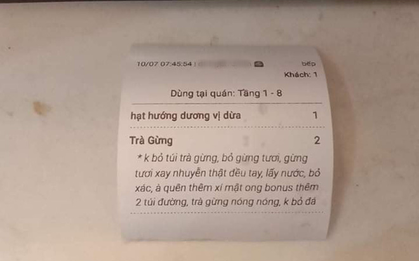 10/07 07:45:54 bếp
Khách: 1
Dùng tại quán: Tầng 1 - 8
hạt hướng dương vị dừa 1
Trà Gừng 2
* k bỏ túi trà gừng, bỏ gừng tươi, gừng
tươi xay nhuyễn thật đều tay, lấy nước, bỏ
xác, à quên thêm xí mật ong bonus thêm
2 túi đường, trà gừng nóng nóng, k bỏ đá